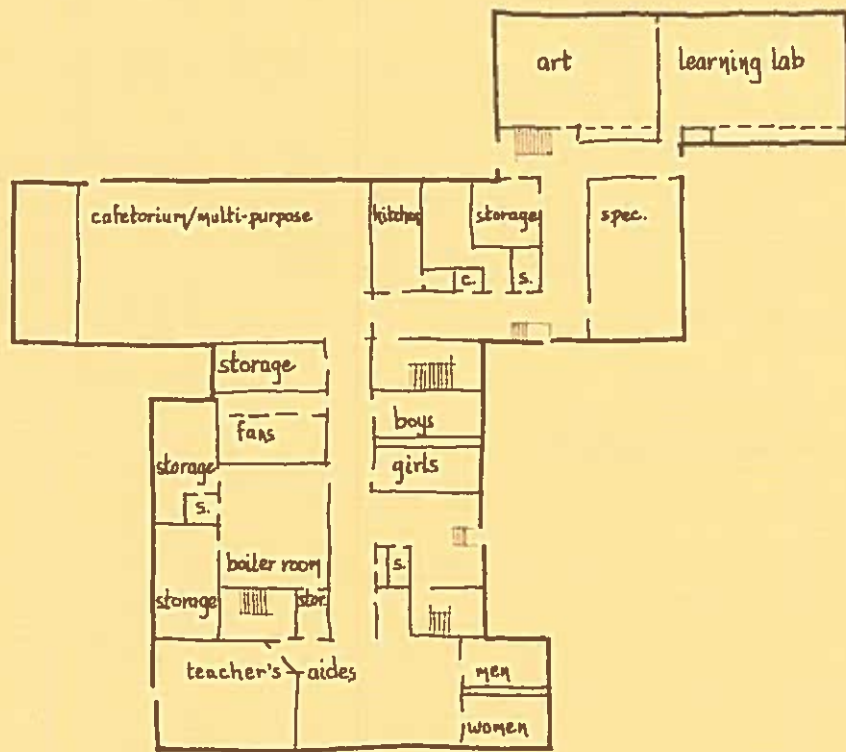 art learning lab
cafetorium/multi-purpose kitchen storage spec.
c. s.
storage
boys
fans
girls
storage
s.
boiler room s.
storage stor.
teacher's aides men
women